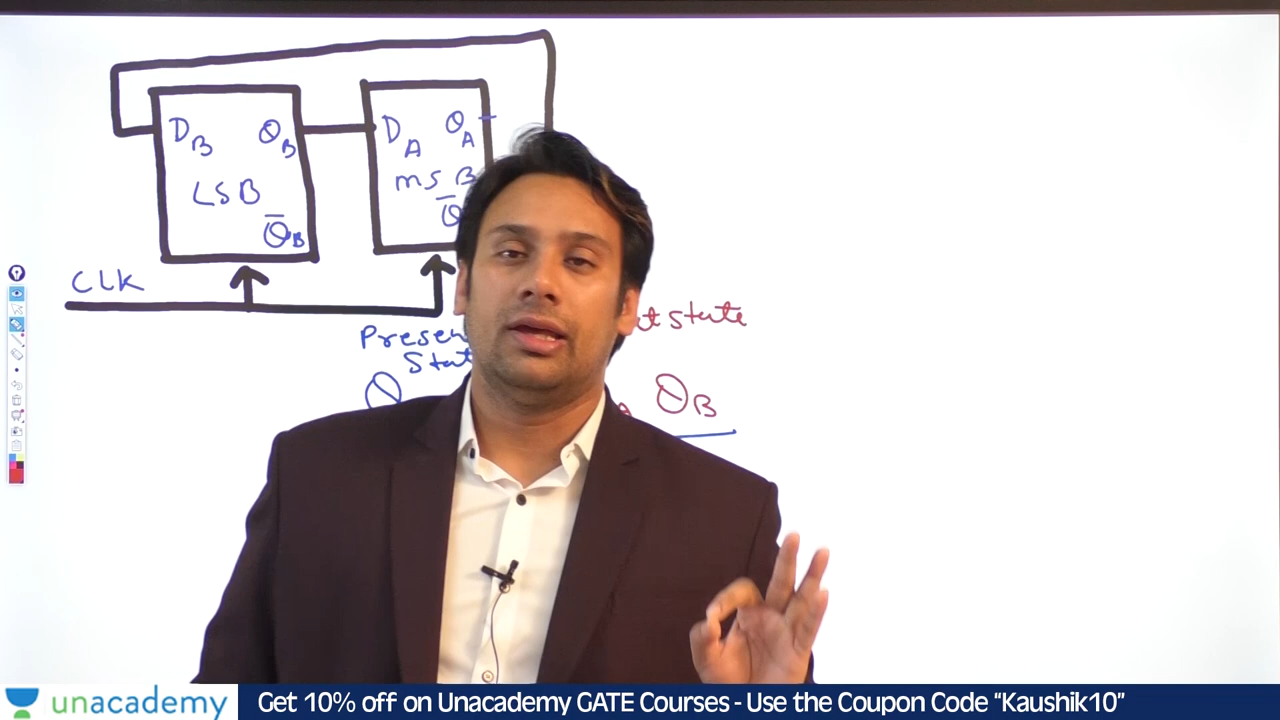 D_B Q_B D_A Q_A
LSB MSB
Q̅_B Q̅
CLK
State
Q Q_B
unacademy Get 10% off on Unacademy GATE Courses - Use the Coupon Code “Kaushik10”